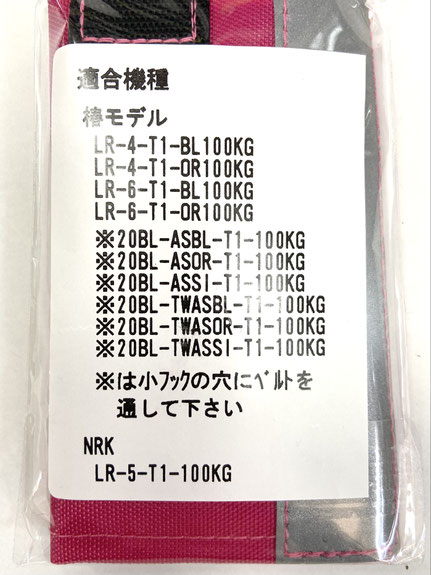 適合機種
椿モデル
LR-4-T1-BL100KG
LR-4-T1-OR100KG
LR-6-T1-BL100KG
LR-6-T1-OR100KG
※20BL-ASBL-T1-100KG
※20BL-ASOR-T1-100KG
※20BL-ASSI-T1-100KG
※20BL-TWASBL-T1-100KG
※20BL-TWASOR-T1-100KG
※20BL-TWASSI-T1-100KG
※は小フックの穴にベルトを
通して下さい
NRK
LR-5-T1-100KG